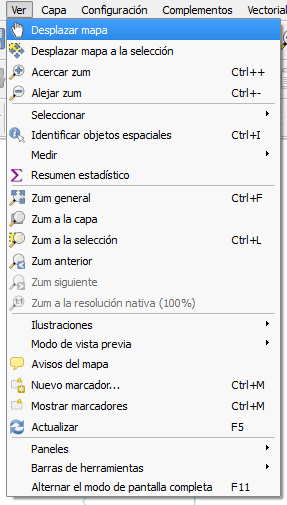 Ver Capa Configuración Complementos Vectorial
Desplazar mapa
Desplazar mapa a la selección
Acercar zum Ctrl++
Alejar zum Ctrl+-
Seleccionar
Identificar objetos espaciales Ctrl+I
Medir
Resumen estadístico
Zum general Ctrl+F
Zum a la capa
Zum a la selección Ctrl+L
Zum anterior
Zum siguiente
Zum a la resolución nativa (100%)
Ilustraciones
Modo de vista previa
Avisos del mapa
Nuevo marcador... Ctrl+M
Mostrar marcadores Ctrl+M
Actualizar F5
Paneles
Barras de herramientas
Alternar el modo de pantalla completa F11